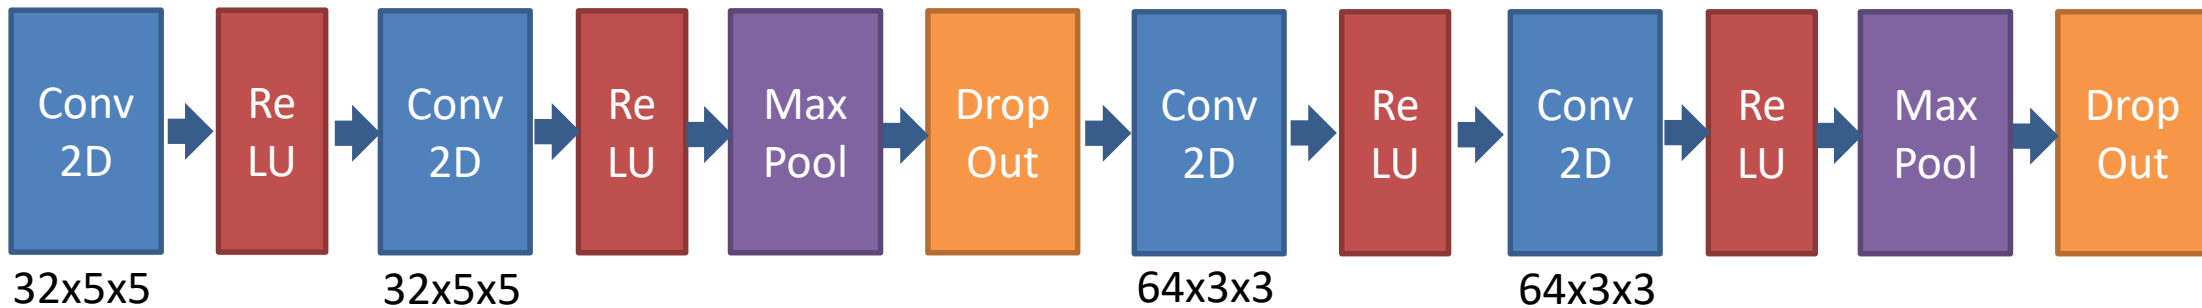 Conv
2D
Re
LU
Conv
2D
Re
LU
Max
Pool
Drop
Out
Conv
2D
Re
LU
Conv
2D
Re
LU
Max
Pool
Drop
Out
32x5x5
32x5x5
64x3x3
64x3x3